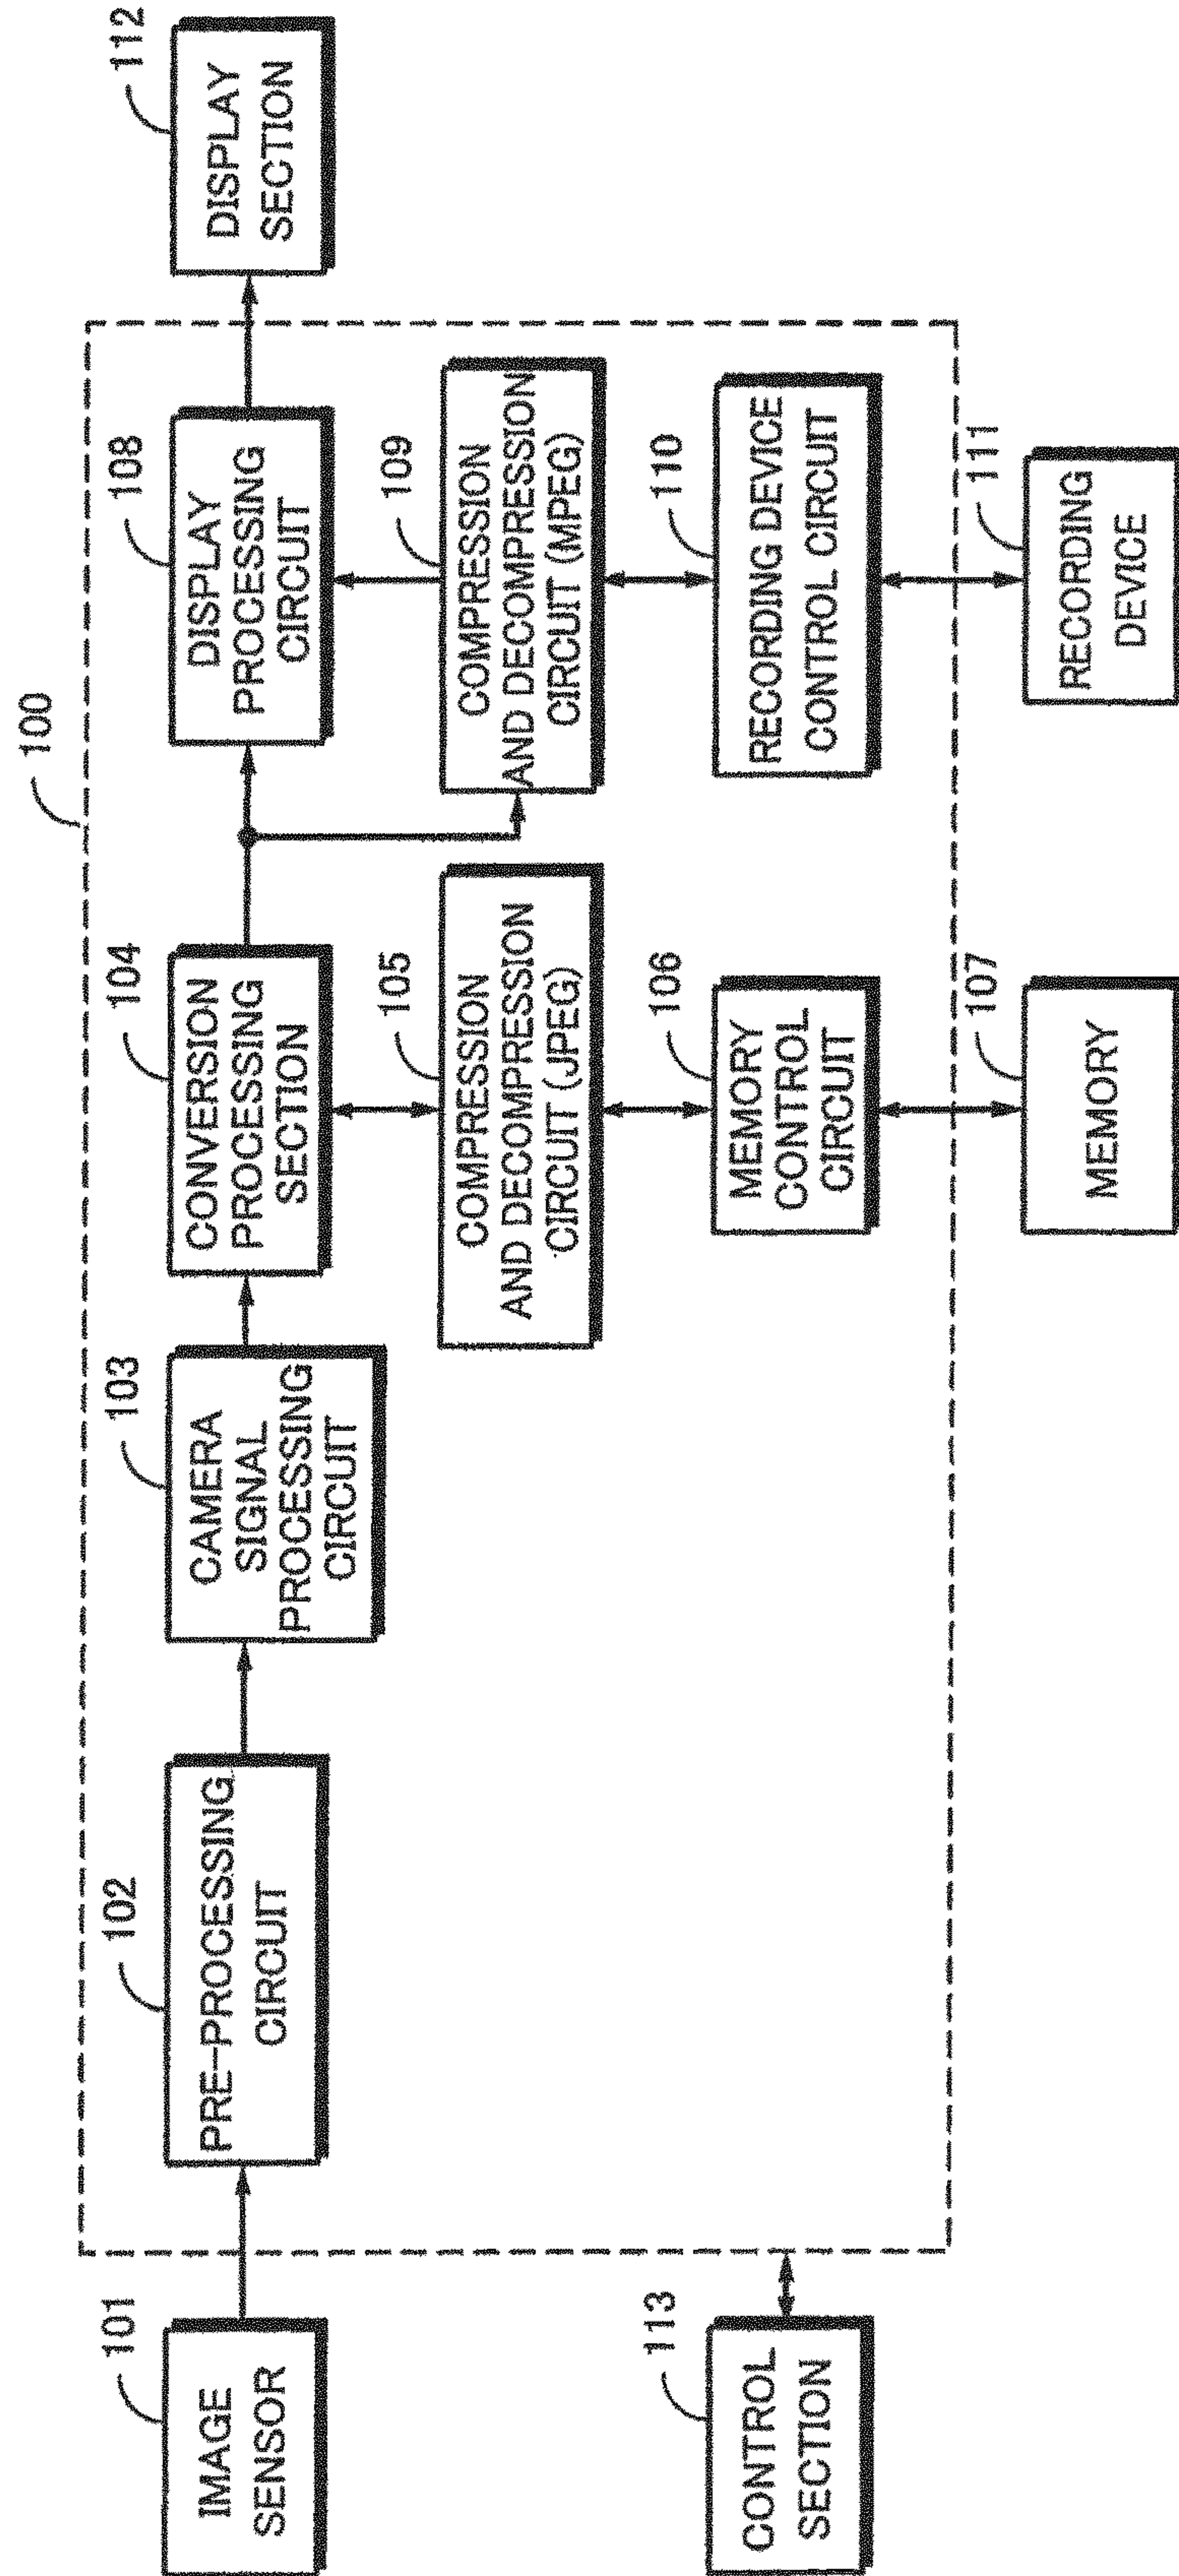 100
101
IMAGE
SENSOR
102
PRE-PROCESSING
CIRCUIT
103
CAMERA
SIGNAL
PROCESSING
CIRCUIT
104
CONVERSION
PROCESSING
SECTION
108
DISPLAY
PROCESSING
CIRCUIT
112
DISPLAY
SECTION
105
COMPRESSION
AND DECOMPRESSION
CIRCUIT (JPEG)
109
COMPRESSION
AND DECOMPRESSION
CIRCUIT (MPEG)
113
CONTROL
SECTION
106
MEMORY
CONTROL
CIRCUIT
110
RECORDING DEVICE
CONTROL CIRCUIT
107
MEMORY
111
RECORDING
DEVICE